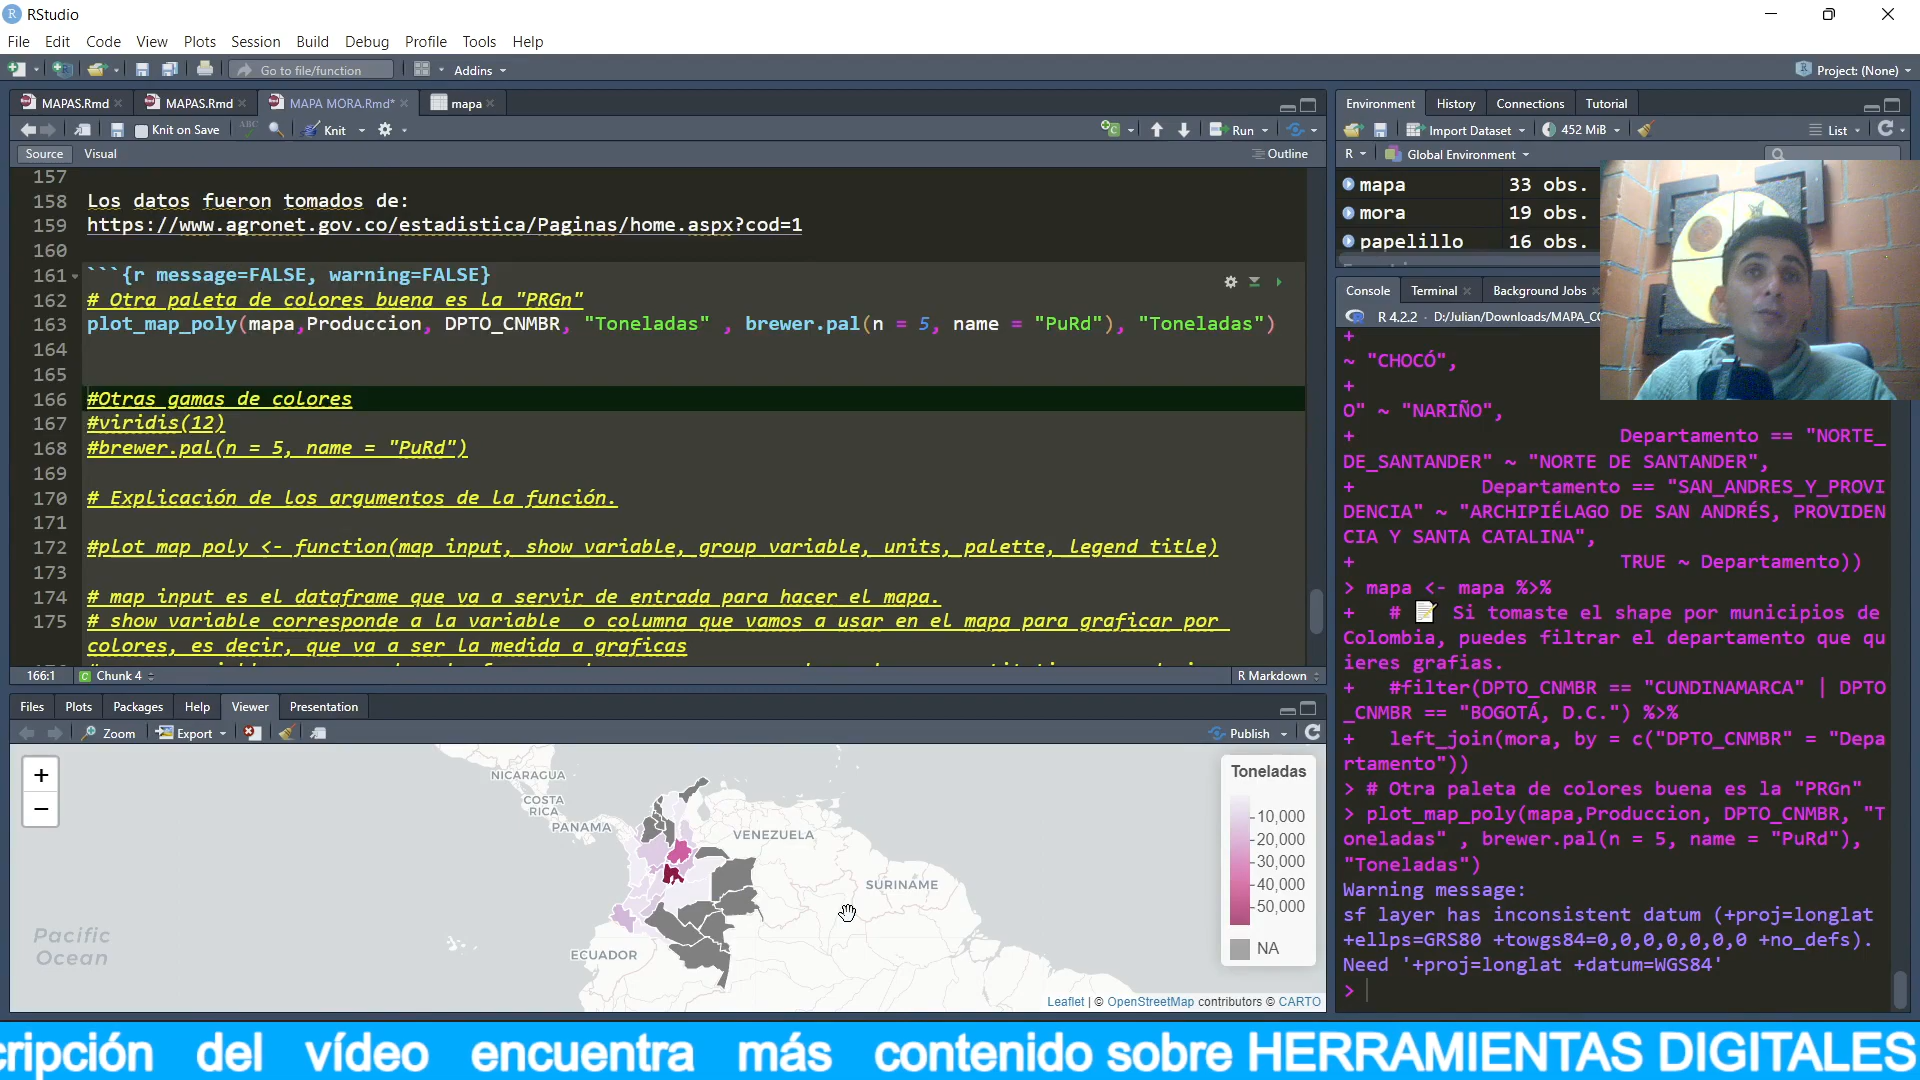 RStudio
File Edit Code View Plots Session Build Debug Profile Tools Help
Go to file/function Addins Project: (None)
MAPAS.Rmd MAPAS.Rmd MAPA MORA.Rmd* mapa
Knit on Save ABC Knit Run
Source Visual Outline
157
158 Los datos fueron tomados de:
159 https://www.agronet.gov.co/estadistica/Paginas/home.aspx?cod=1
160
161 ```{r message=FALSE, warning=FALSE}
162 # Otra paleta de colores buena es la "PRGn"
163 plot_map_poly(mapa,Produccion, DPTO_CNMBR, "Toneladas" , brewer.pal(n = 5, name = "PuRd"), "Toneladas")
164
165
166 #Otras gamas de colores
167 #viridis(12)
168 #brewer.pal(n = 5, name = "PuRd")
169
170 # Explicación de los argumentos de la función.
171
172 #plot_map_poly <- function(map_input, show_variable, group_variable, units, palette, legend_title)
173
174 # map_input es el dataframe que va a servir de entrada para hacer el mapa.
175 # show_variable corresponde a la variable o columna que vamos a usar en el mapa para graficar por
colores, es decir, que va a ser la medida a graficas
166:1 Chunk 4 R Markdown
Files Plots Packages Help Viewer Presentation
Zoom Export Publish
+
−
NICARAGUA
COSTA
RICA
PANAMA
VENEZUELA
SURINAME
ECUADOR
Pacific
Ocean
Toneladas
10,000
20,000
30,000
40,000
50,000
NA
Leaflet | © OpenStreetMap contributors © CARTO
Environment History Connections Tutorial
Import Dataset 452 MiB List
R Global Environment
mapa 33 obs.
mora 19 obs.
papelillo 16 obs.
Console Terminal Background Jobs
R 4.2.2 · D:/Julian/Downloads/MAPA_CO
+
~ "CHOCÓ",
+
O" ~ "NARIÑO",
+ Departamento == "NORTE_
DE_SANTANDER" ~ "NORTE DE SANTANDER",
+ Departamento == "SAN_ANDRES_Y_PROVI
DENCIA" ~ "ARCHIPIÉLAGO DE SAN ANDRÉS, PROVIDEN
CIA Y SANTA CATALINA",
+ TRUE ~ Departamento))
> mapa <- mapa %>%
+ # 📝 Si tomaste el shape por municipios de
Colombia, puedes filtrar el departamento que qu
ieres grafias.
+ #filter(DPTO_CNMBR == "CUNDINAMARCA" | DPTO
_CNMBR == "BOGOTÁ, D.C.") %>%
+ left_join(mora, by = c("DPTO_CNMBR" = "Depa
rtamento"))
> # Otra paleta de colores buena es la "PRGn"
> plot_map_poly(mapa,Produccion, DPTO_CNMBR, "T
oneladas" , brewer.pal(n = 5, name = "PuRd"),
"Toneladas")
Warning message:
sf layer has inconsistent datum (+proj=longlat
+ellps=GRS80 +towgs84=0,0,0,0,0,0,0 +no_defs).
Need '+proj=longlat +datum=WGS84'
>
cripción del vídeo encuentra más contenido sobre HERRAMIENTAS DIGITALES